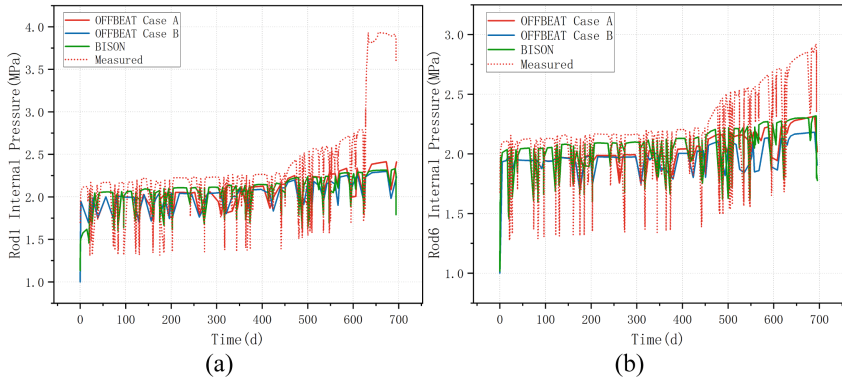 OFFBEAT Case A
OFFBEAT Case B
BISON
Measured
4.0
3.5
3.0
2.5
2.0
1.5
1.0
Rod1 Internal Pressure(MPa)
0 100 200 300 400 500 600 700
Time(d)
(a)
OFFBEAT Case A
OFFBEAT Case B
BISON
Measured
3.0
2.5
2.0
1.5
1.0
Rod6 Internal Pressure(MPa)
0 100 200 300 400 500 600 700
Time(d)
(b)